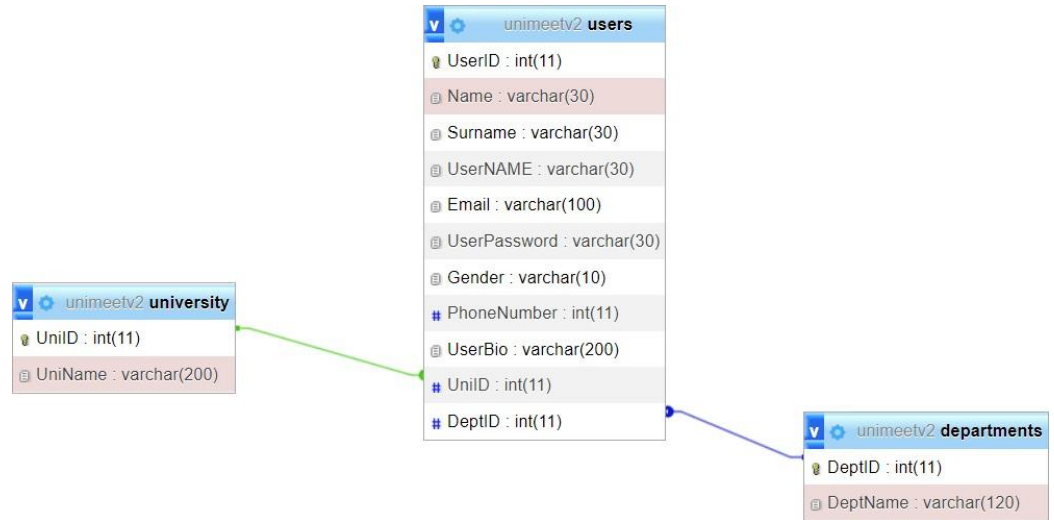 unimeetv2 users
UserID : int(11)
Name : varchar(30)
Surname : varchar(30)
UserNAME : varchar(30)
Email : varchar(100)
UserPassword : varchar(30)
Gender : varchar(10)
# PhoneNumber : int(11)
UserBio : varchar(200)
# UniID : int(11)
# DeptID : int(11)
v unimeetv2 university
UniID : int(11)
UniName : varchar(200)
v unimeetv2 departments
DeptID : int(11)
DeptName : varchar(120)